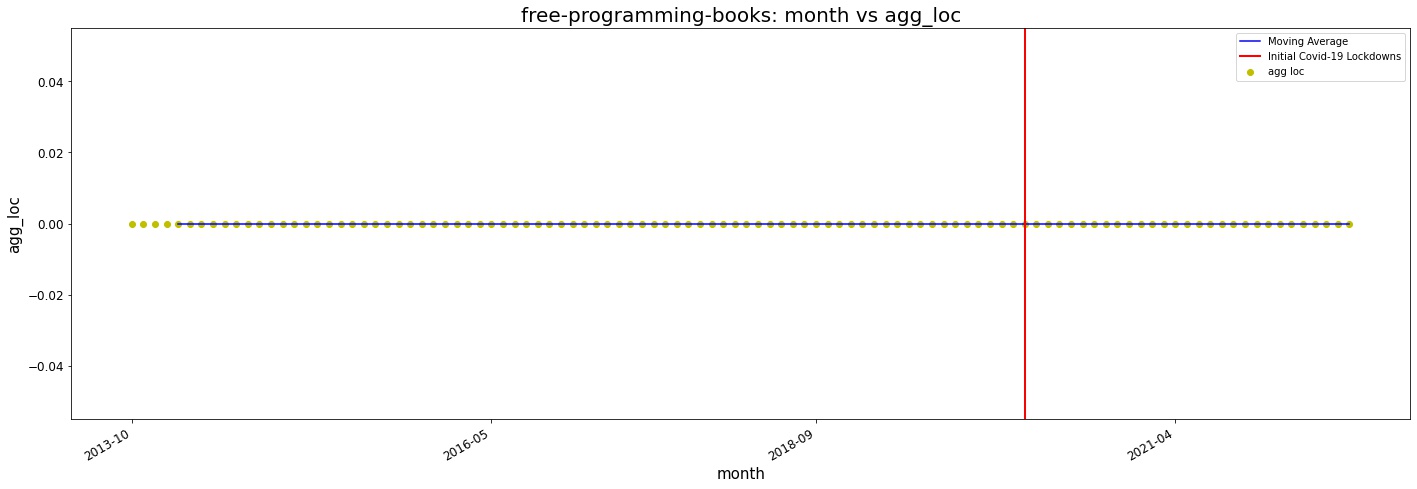 free-programming-books: month vs agg_loc
Moving Average
Initial Covid-19 Lockdowns
agg loc
0.04
0.02
0.00
−0.02
−0.04
agg_loc
2013-10
2016-05
2018-09
2021-04
month